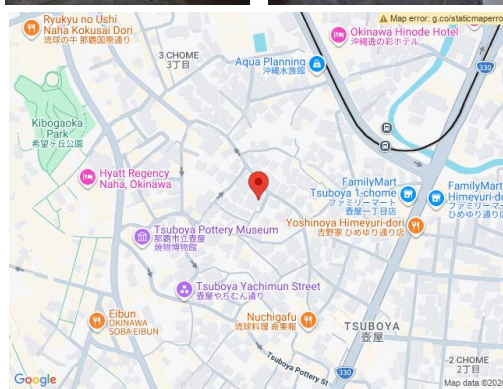 Map error: g.co/staticmaperro
Ryukyu no Ushi
Naha Kokusai Dori
琉球の牛 那覇国際通り
3 CHOME
3丁目
Okinawa Hinode Hotel
沖縄逸の彩ホテル
Aqua Planning
沖縄水族館
330
Kibogaoka
Park
希望ヶ丘公園
Hyatt Regency
Naha, Okinawa
FamilyMart
Tsuboya 1-chome
ファミリーマート
壺屋一丁目店
FamilyMart
Himeyuri-do
ファミリーマー
ひめゆり通り店
Yoshinoya Himeyuri-dori
吉野家 ひめゆり通り店
Tsuboya Pottery Museum
那覇市立壺屋
焼物博物館
Tsuboya Yachimun Street
壺屋やちむん通り
Eibun
OKINAWA
SOBA EIBUN
Nuchigafu
琉球料理 命果報
TSUBOYA
壺屋
Tsuboya Pottery St
330
2 CHOME
2丁目
Google
Map data ©202